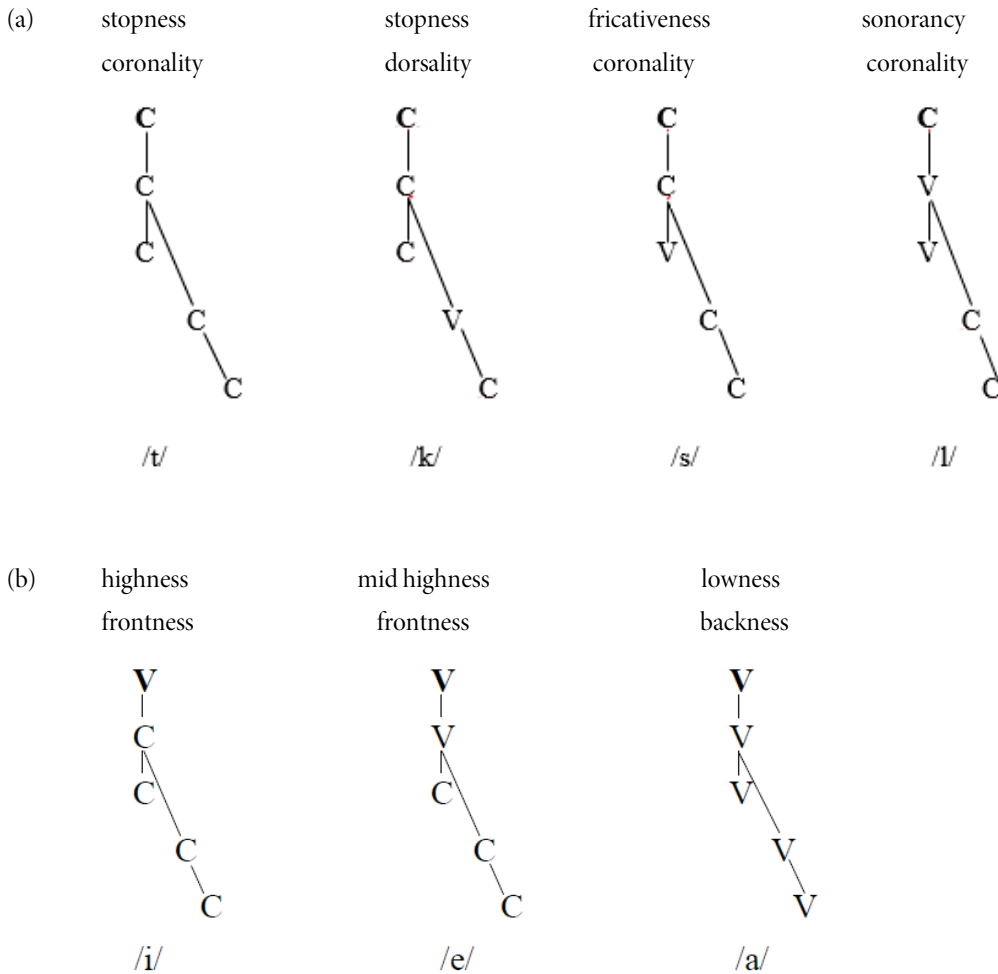 (a) stopness stopness fricativeness sonorancy
coronality dorsality coronality coronality
C C C C
C C C V
C C V V
C V C C
C C C C
/t/ /k/ /s/ /l/
(b) highness mid highness lowness
frontness frontness backness
V V V
C V V
C C V
C C V
C C V
/i/ /e/ /a/